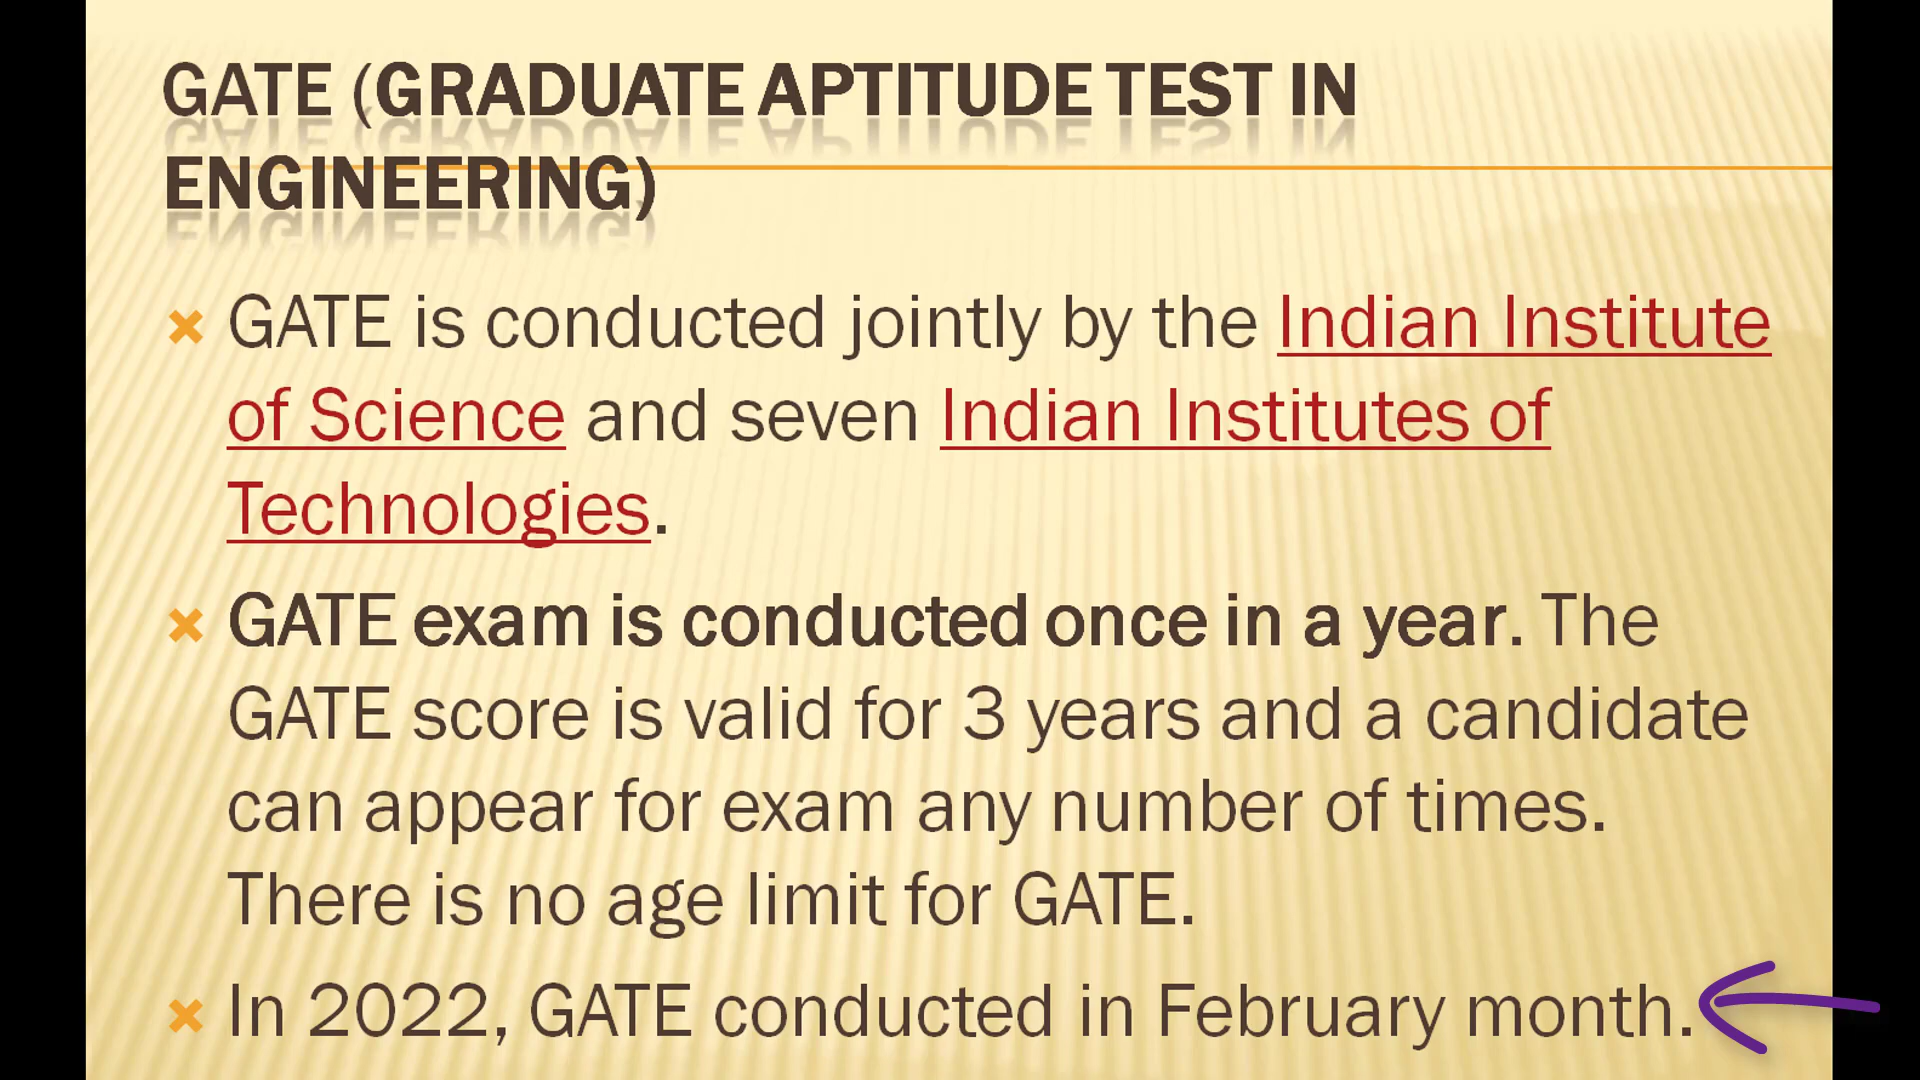 GATE (GRADUATE APTITUDE TEST IN
ENGINEERING)
GATE is conducted jointly by the Indian Institute
of Science and seven Indian Institutes of
Technologies.
GATE exam is conducted once in a year. The
GATE score is valid for 3 years and a candidate
can appear for exam any number of times.
There is no age limit for GATE.
In 2022, GATE conducted in February month.